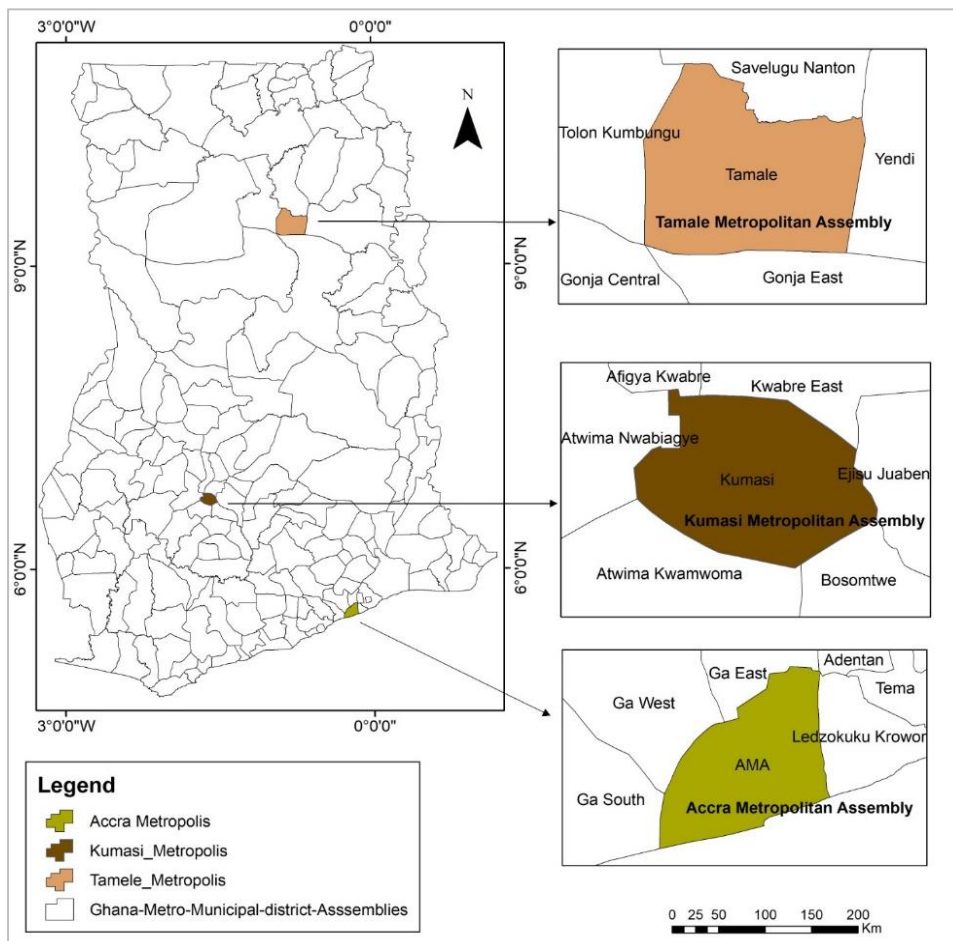 3°0'0"W
0°0'0"
N
9°0'0"N
9°0'0"N
6°0'0"N
6°0'0"N
3°0'0"W
0°0'0"
Savelugu Nanton
Tolon Kumbungu
Yendi
Tamale
Tamale Metropolitan Assembly
Gonja Central
Gonja East
Afigya Kwabre
Kwabre East
Atwima Nwabiagye
Ejisu Juaben
Kumasi
Kumasi Metropolitan Assembly
Atwima Kwamwoma
Bosomtwe
Adentan
Ga East
Tema
Ga West
Ledzokuku Krowor
AMA
Ga South
Accra Metropolitan Assembly
Legend
Accra Metropolis
Kumasi_Metropolis
Tamele_Metropolis
Ghana-Metro-Municipal-district-Asssemblies
0 25 50 100 150 200
Km